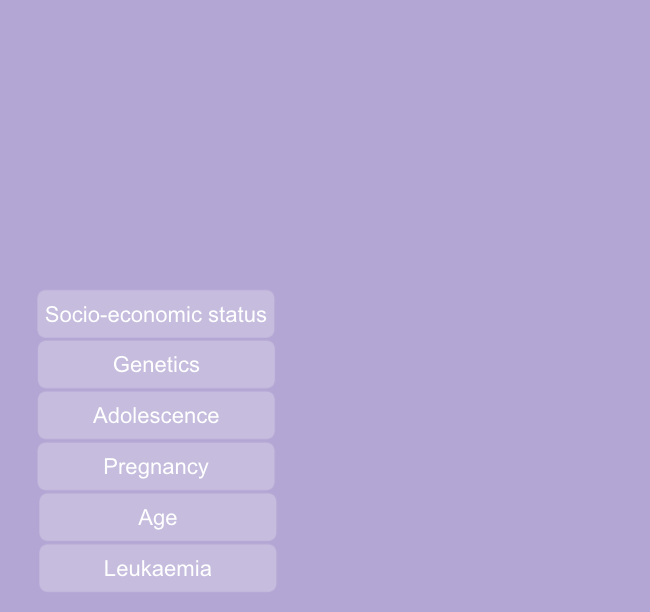 Socio-economic status
Genetics
Adolescence
Pregnancy
Age
Leukaemia